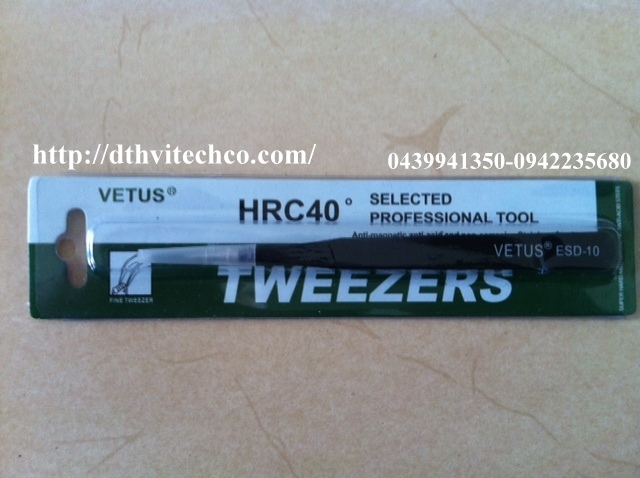 http://dthvitechco.com/
0439941350-0942235680
VETUS®
HRC40°
SELECTED
PROFESSIONAL TOOL
VETUS® ESD-10
TWEEZERS
FINE TWEEZER